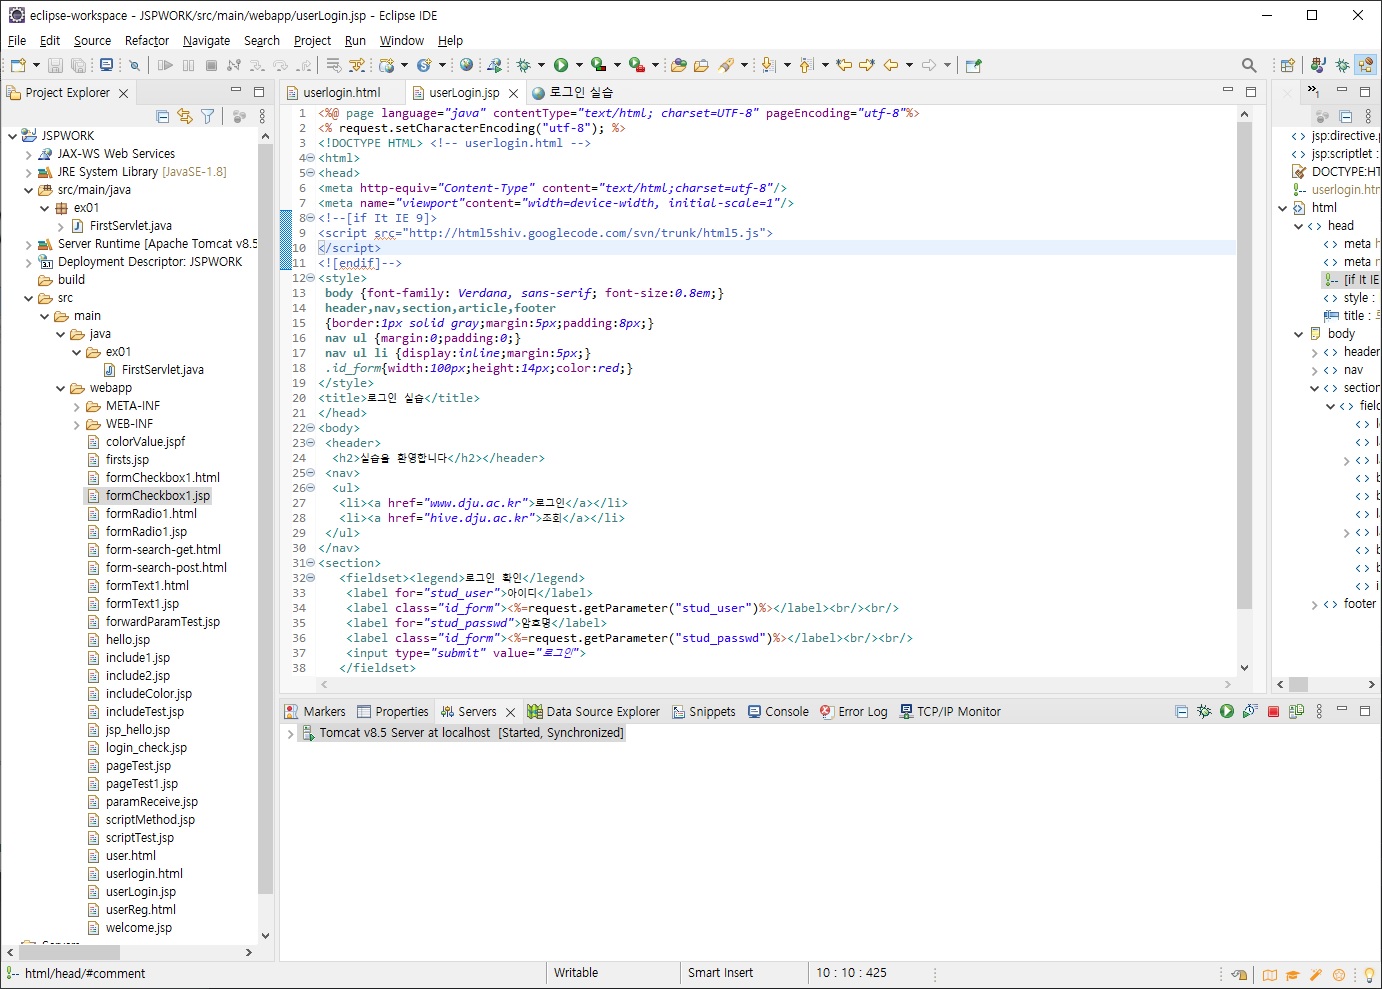 eclipse-workspace - JSPWORK/src/main/webapp/userLogin.jsp - Eclipse IDE
File Edit Source Refactor Navigate Search Project Run Window Help
Project Explorer
JSPWORK
JAX-WS Web Services
JRE System Library [JavaSE-1.8]
src/main/java
ex01
FirstServlet.java
Server Runtime [Apache Tomcat v8.5
Deployment Descriptor: JSPWORK
build
src
main
java
ex01
FirstServlet.java
webapp
META-INF
WEB-INF
colorValue.jspf
firsts.jsp
formCheckbox1.html
formCheckbox1.jsp
formRadio1.html
formRadio1.jsp
form-search-get.html
form-search-post.html
formText1.html
formText1.jsp
forwardParamTest.jsp
hello.jsp
include1.jsp
include2.jsp
includeColor.jsp
includeTest.jsp
jsp_hello.jsp
login_check.jsp
pageTest.jsp
pageTest1.jsp
paramReceive.jsp
scriptMethod.jsp
scriptTest.jsp
user.html
userlogin.html
userLogin.jsp
userReg.html
welcome.jsp
userlogin.html userLogin.jsp 로그인 실습
1 <%@ page language="java" contentType="text/html; charset=UTF-8" pageEncoding="utf-8"%>
2 <% request.setCharacterEncoding("utf-8"); %>
3 <!DOCTYPE HTML> <!-- userlogin.html -->
4 <html>
5 <head>
6 <meta http-equiv="Content-Type" content="text/html;charset=utf-8"/>
7 <meta name="viewport"content="width=device-width, initial-scale=1"/>
8 <!--[if It IE 9]>
9 <script src="http://html5shiv.googlecode.com/svn/trunk/html5.js">
10 </script>
11 <![endif]-->
12 <style>
13 body {font-family: Verdana, sans-serif; font-size:0.8em;}
14 header,nav,section,article,footer
15 {border:1px solid gray;margin:5px;padding:8px;}
16 nav ul {margin:0;padding:0;}
17 nav ul li {display:inline;margin:5px;}
18 .id_form{width:100px;height:14px;color:red;}
19 </style>
20 <title>로그인 실습</title>
21 </head>
22 <body>
23 <header>
24 <h2>실습을 환영합니다</h2></header>
25 <nav>
26 <ul>
27 <li><a href="www.dju.ac.kr">로그인</a></li>
28 <li><a href="hive.dju.ac.kr">조회</a></li>
29 </ul>
30 </nav>
31 <section>
32 <fieldset><legend>로그인 확인</legend>
33 <label for="stud_user">아이디</label>
34 <label class="id_form"><%=request.getParameter("stud_user")%></label><br/><br/>
35 <label for="stud_passwd">암호명</label>
36 <label class="id_form"><%=request.getParameter("stud_passwd")%></label><br/><br/>
37 <input type="submit" value="로그인">
38 </fieldset>
jsp:directive.p
jsp:scriptlet :
DOCTYPE:HT
userlogin.htr
html
head
meta h
meta n
[if It IE
style :
title :
body
header
nav
section
field
footer
Markers Properties Servers Data Source Explorer Snippets Console Error Log TCP/IP Monitor
Tomcat v8.5 Server at localhost [Started, Synchronized]
html/head/#comment Writable Smart Insert 10 : 10 : 425